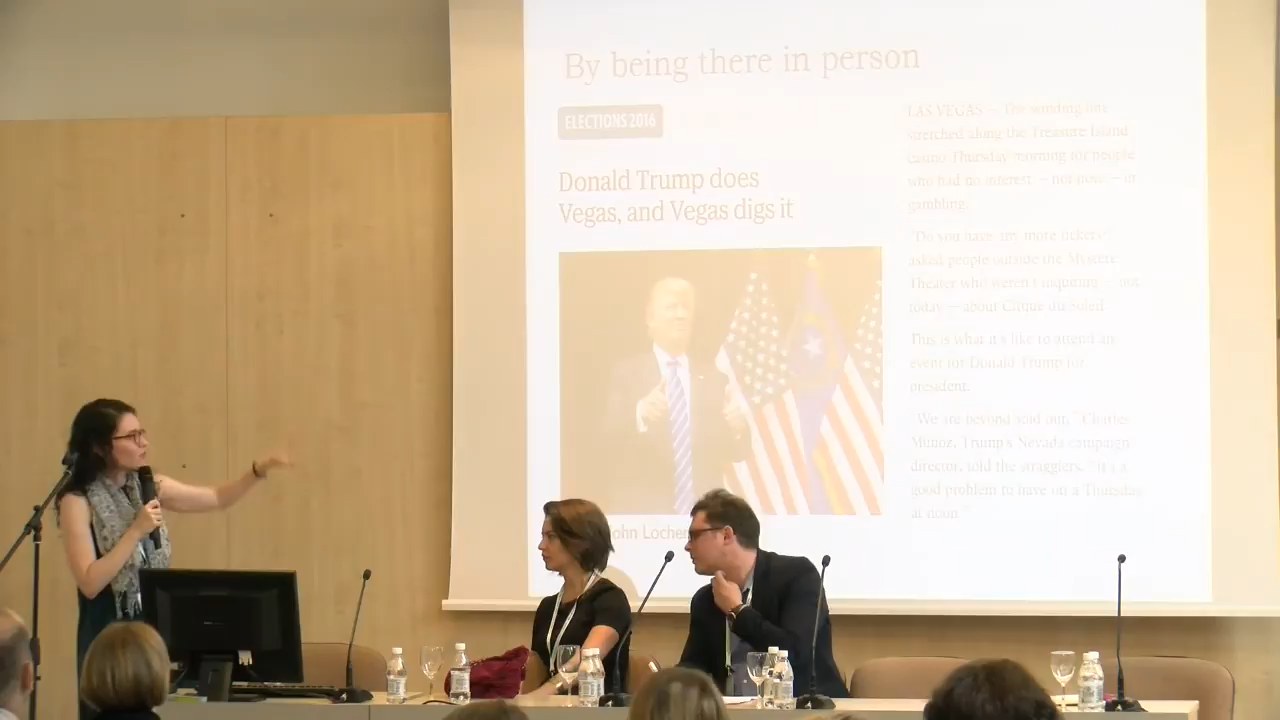 By being there in person
ELECTIONS 2016
Donald Trump does
Vegas, and Vegas digs it
ohn Locher
LAS VEGAS — The winding line
stretched along the Treasure Island
casino Thursday morning for people
who had no interest — not now — in
gambling.
"Do you have any more tickets?"
asked people outside the Mystère
Theater who weren't inquiring — not
today — about Cirque du Soleil.
This is what it's like to attend an
event for Donald Trump for
president.
"We are beyond sold out," Charles
Muñoz, Trump's Nevada campaign
director, told the stragglers. "It's a
good problem to have on a Thursday
at noon."